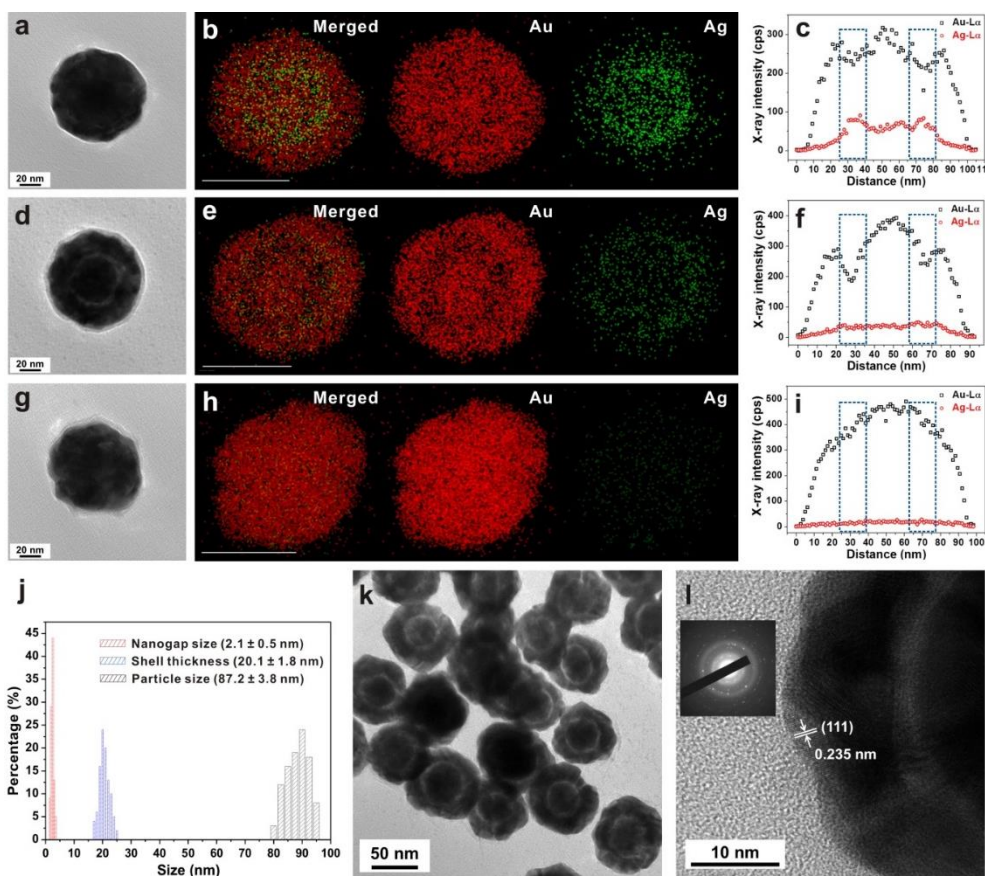 a
20 nm
b
Merged
Au
Ag
c
X-ray intensity (cps)
400
300
200
100
0
Au-Lα
Ag-Lα
0 10 20 30 40 50 60 70 80 90 10011
Distance (nm)
d
20 nm
e
Merged
Au
Ag
f
X-ray intensity (cps)
400
300
200
100
0
Au-Lα
Ag-Lα
0 10 20 30 40 50 60 70 80 90
Distance (nm)
g
20 nm
h
Merged
Au
Ag
i
X-ray intensity (cps)
500
400
300
200
100
0
Au-Lα
Ag-Lα
0 10 20 30 40 50 60 70 80 90 100
Distance (nm)
j
Percentage (%)
45
40
35
30
25
20
15
10
5
0
Nanogap size (2.1 ± 0.5 nm)
Shell thickness (20.1 ± 1.8 nm)
Particle size (87.2 ± 3.8 nm)
0 10 20 30 40 50 60 70 80 90 100
Size (nm)
k
50 nm
l
(111)
0.235 nm
10 nm